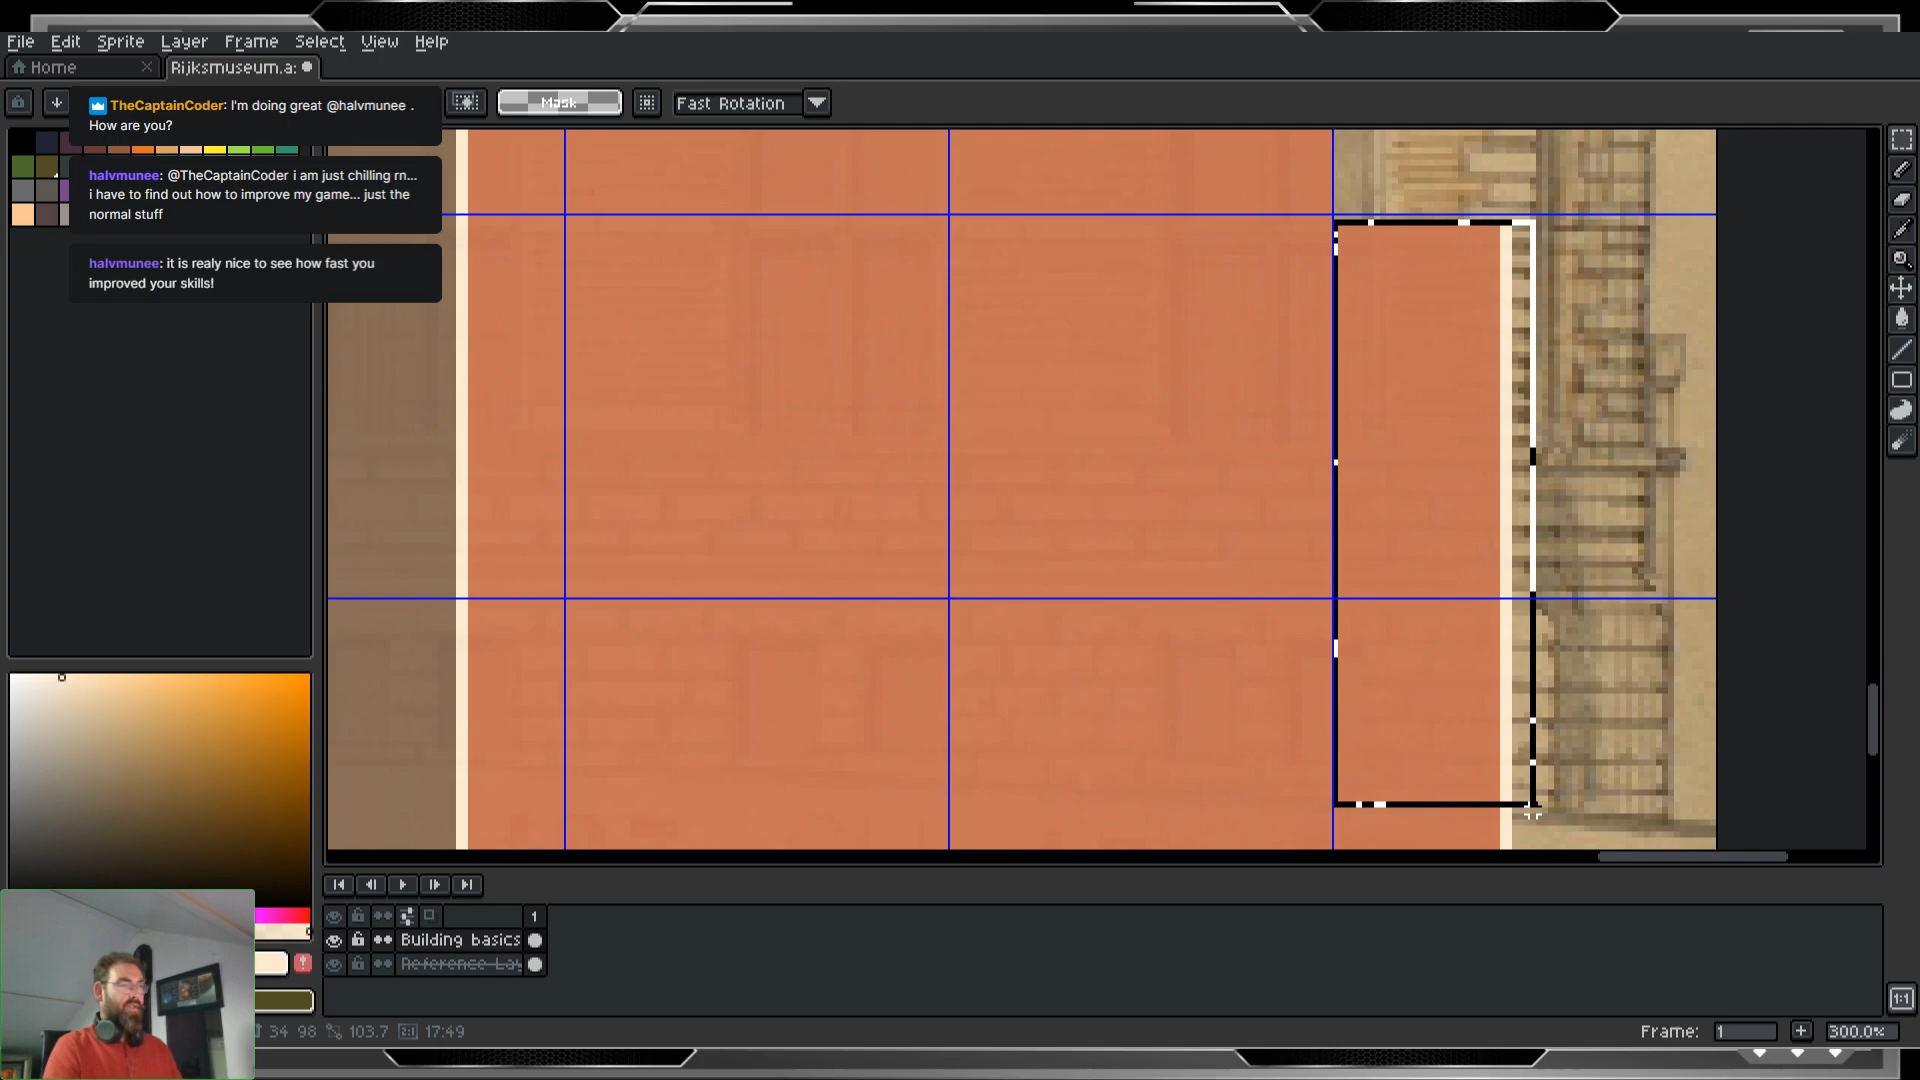 File Edit Sprite Layer Frame Select View Help
Home
Rijksmuseum.a:
Mask
Fast Rotation
TheCaptainCoder: I'm doing great @halvmunee .
How are you?
halvmunee: @TheCaptainCoder i am just chilling rn...
i have to find out how to improve my game... just the
normal stuff
halvmunee: it is realy nice to see how fast you
improved your skills!
1
Building basics
Reference Lay
34 98 103.7 17:49
Frame: 1 + 300.0%
1:1